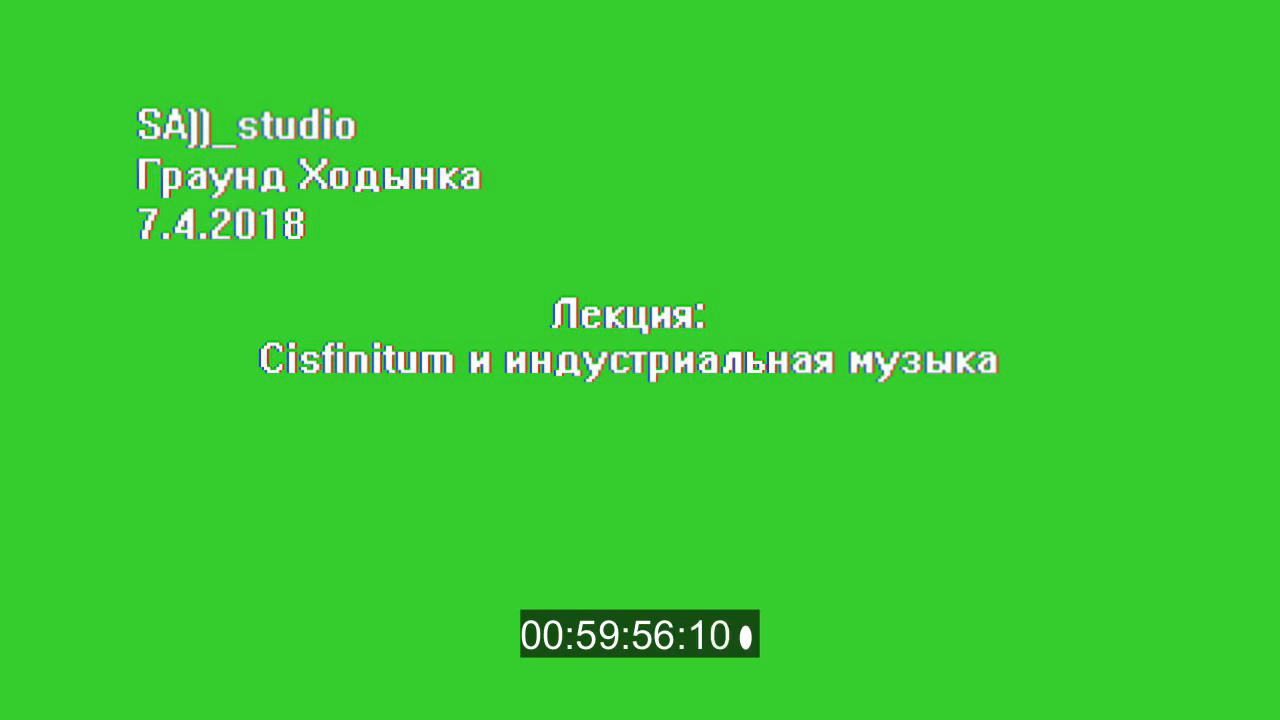 SA))_studio
Граунд Ходынка
7.4.2018
Лекция:
Cisfinitum и индустриальная музыка
00:59:56:10